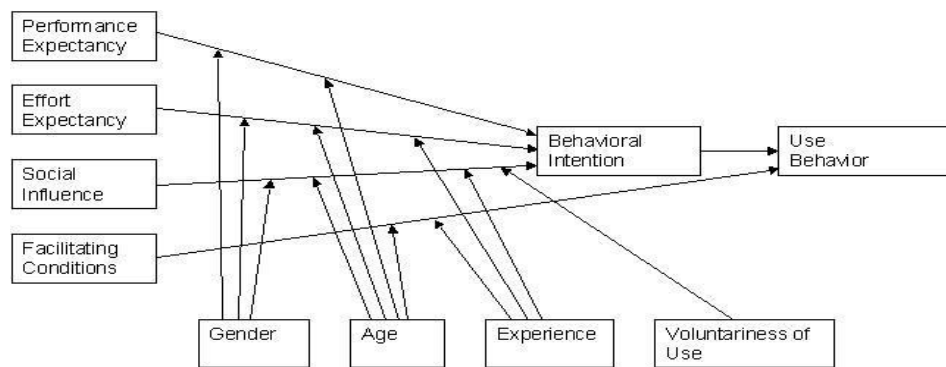 Performance
Expectancy
Effort
Expectancy
Social
Influence
Facilitating
Conditions
Behavioral
Intention
Use
Behavior
Gender
Age
Experience
Voluntariness of
Use